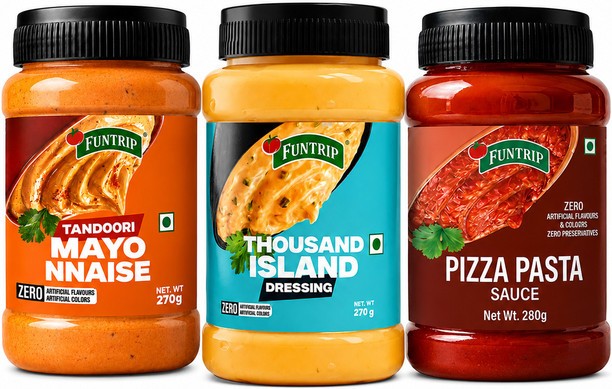 FUNTRIP
TANDOORI
MAYO
NNAISE
ZERO ARTIFICIAL FLAVOURS
ARTIFICIAL COLORS
NET. WT
270g
FUNTRIP
THOUSAND
ISLAND
DRESSING
ZERO ARTIFICIAL FLAVOURS
ARTIFICIAL COLORS
NET. WT
270 g
FUNTRIP
ZERO
ARTIFICIAL FLAVOURS
& COLORS
ZERO PRESERVATIVES
PIZZA PASTA
SAUCE
Net Wt. 280g